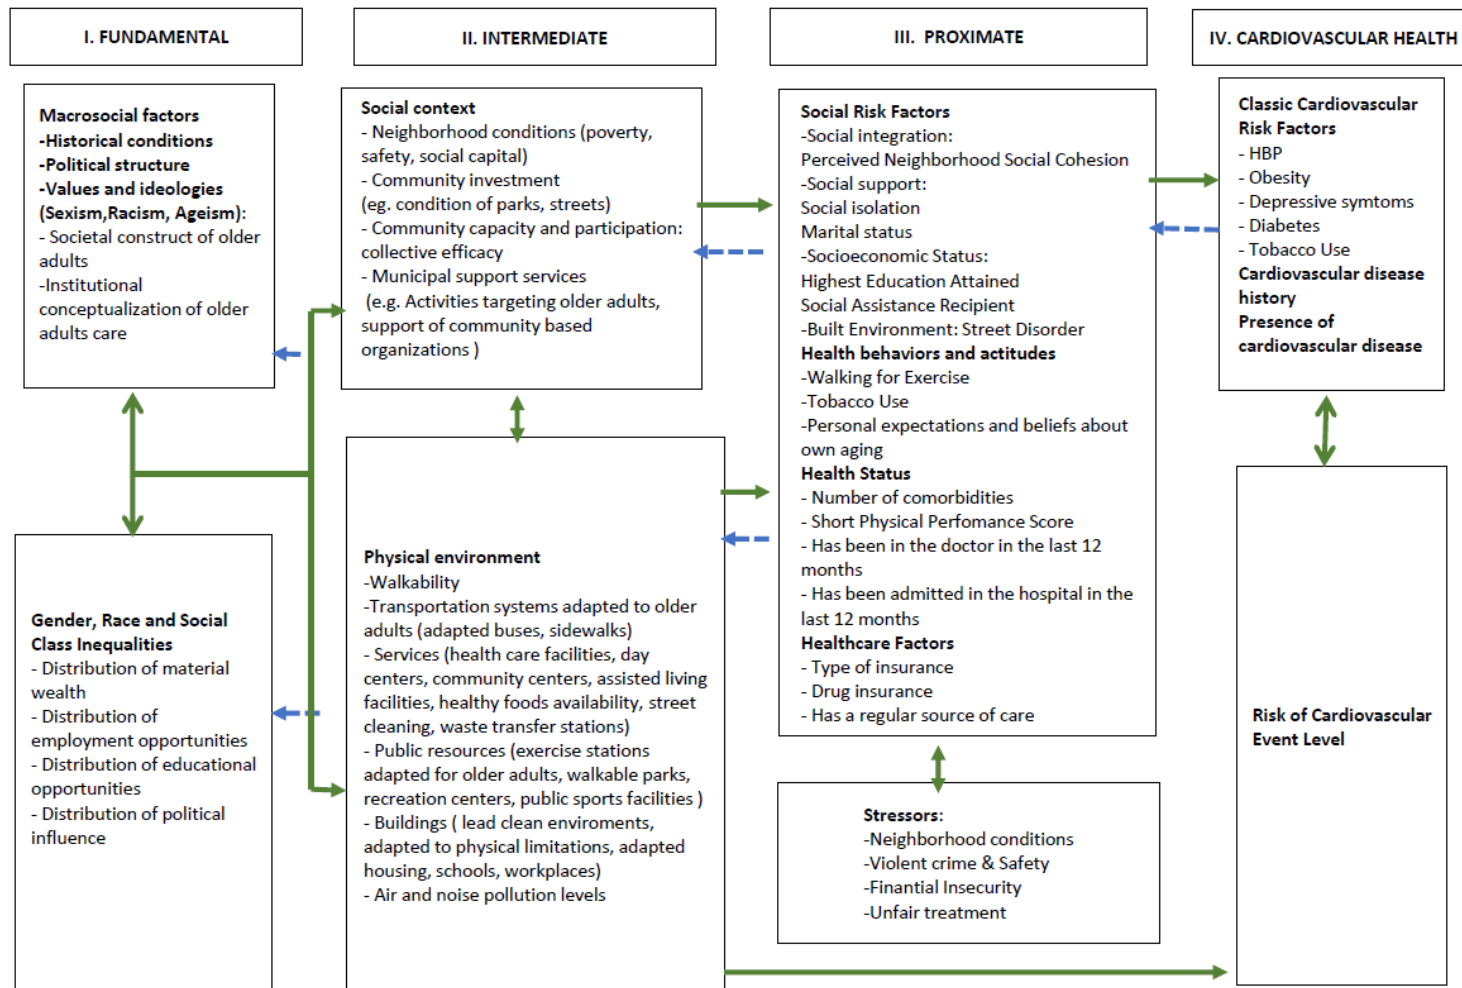 I. FUNDAMENTAL
Macrosocial factors
-Historical conditions
-Political structure
-Values and ideologies
(Sexism,Racism, Ageism):
- Societal construct of older
adults
-Institutional
conceptualization of older
adults care
Gender, Race and Social
Class Inequalities
- Distribution of material
wealth
- Distribution of
employment opportunities
- Distribution of educational
opportunities
- Distribution of political
influence
II. INTERMEDIATE
Social context
- Neighborhood conditions (poverty,
safety, social capital)
- Community investment
(eg. condition of parks, streets)
- Community capacity and participation:
collective efficacy
- Municipal support services
(e.g. Activities targeting older adults,
support of community based
organizations )
Physical environment
-Walkability
-Transportation systems adapted to older
adults (adapted buses, sidewalks)
- Services (health care facilities, day
centers, community centers, assisted living
facilities, healthy foods availability, street
cleaning, waste transfer stations)
- Public resources (exercise stations
adapted for older adults, walkable parks,
recreation centers, public sports facilities )
- Buildings ( lead clean enviroments,
adapted to physical limitations, adapted
housing, schools, workplaces)
- Air and noise pollution levels
III. PROXIMATE
Social Risk Factors
-Social integration:
Perceived Neighborhood Social Cohesion
-Social support:
Social isolation
Marital status
-Socioeconomic Status:
Highest Education Attained
Social Assistance Recipient
-Built Environment: Street Disorder
Health behaviors and actitudes
-Walking for Exercise
-Tobacco Use
-Personal expectations and beliefs about
own aging
Health Status
- Number of comorbidities
- Short Physical Perfomance Score
- Has been in the doctor in the last 12
months
- Has been admitted in the hospital in the
last 12 months
Healthcare Factors
- Type of insurance
- Drug insurance
- Has a regular source of care
Stressors:
-Neighborhood conditions
-Violent crime & Safety
-Finantial Insecurity
-Unfair treatment
IV. CARDIOVASCULAR HEALTH
Classic Cardiovascular
Risk Factors
- HBP
- Obesity
- Depressive symtoms
- Diabetes
- Tobacco Use
Cardiovascular disease
history
Presence of
cardiovascular disease
Risk of Cardiovascular
Event Level